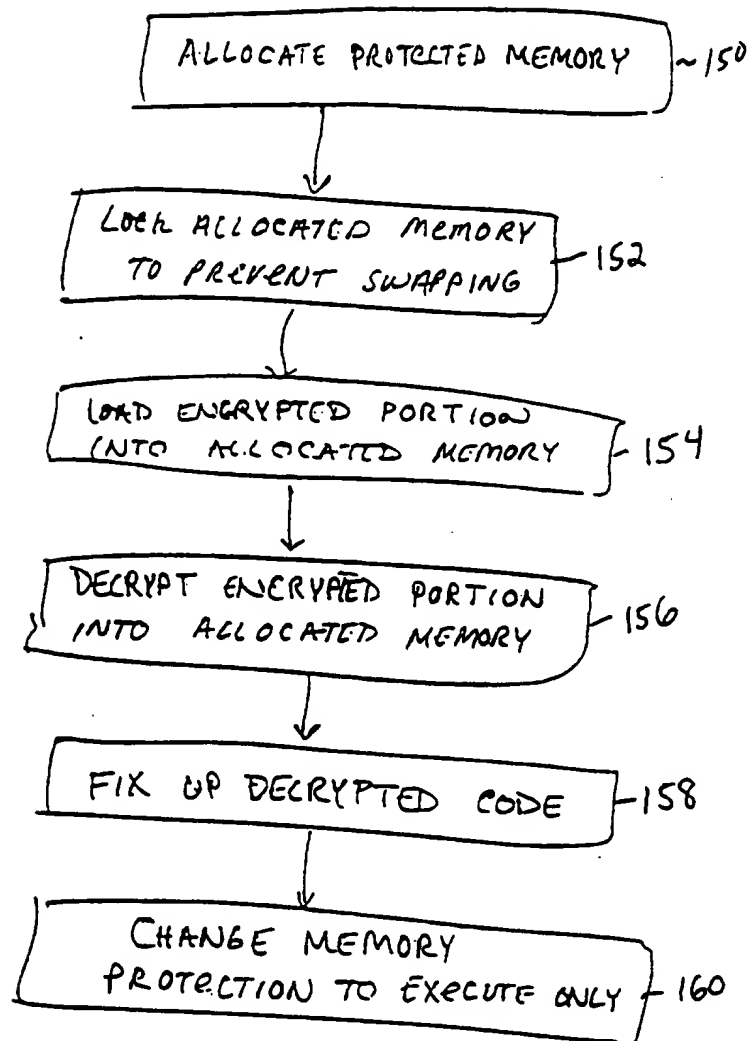 ALLOCATE PROTECTED MEMORY ~150
LOCK ALLOCATED MEMORY
TO PREVENT SWAPPING 152
LOAD ENCRYPTED PORTION
INTO ALLOCATED MEMORY 154
DECRYPT ENCRYPTED PORTION
INTO ALLOCATED MEMORY 156
FIX UP DECRYPTED CODE 158
CHANGE MEMORY
PROTECTION TO EXECUTE ONLY 160